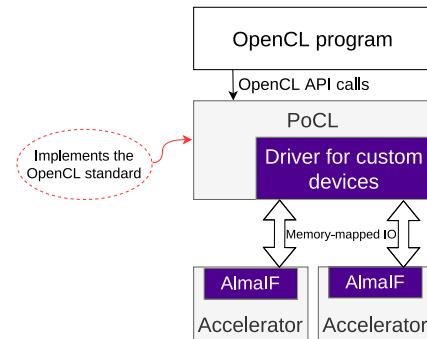 OpenCL program
OpenCL API calls
PoCL
Implements the
OpenCL standard
Driver for custom
devices
Memory-mapped IO
AlmaIF
AlmaIF
Accelerator
Accelerator